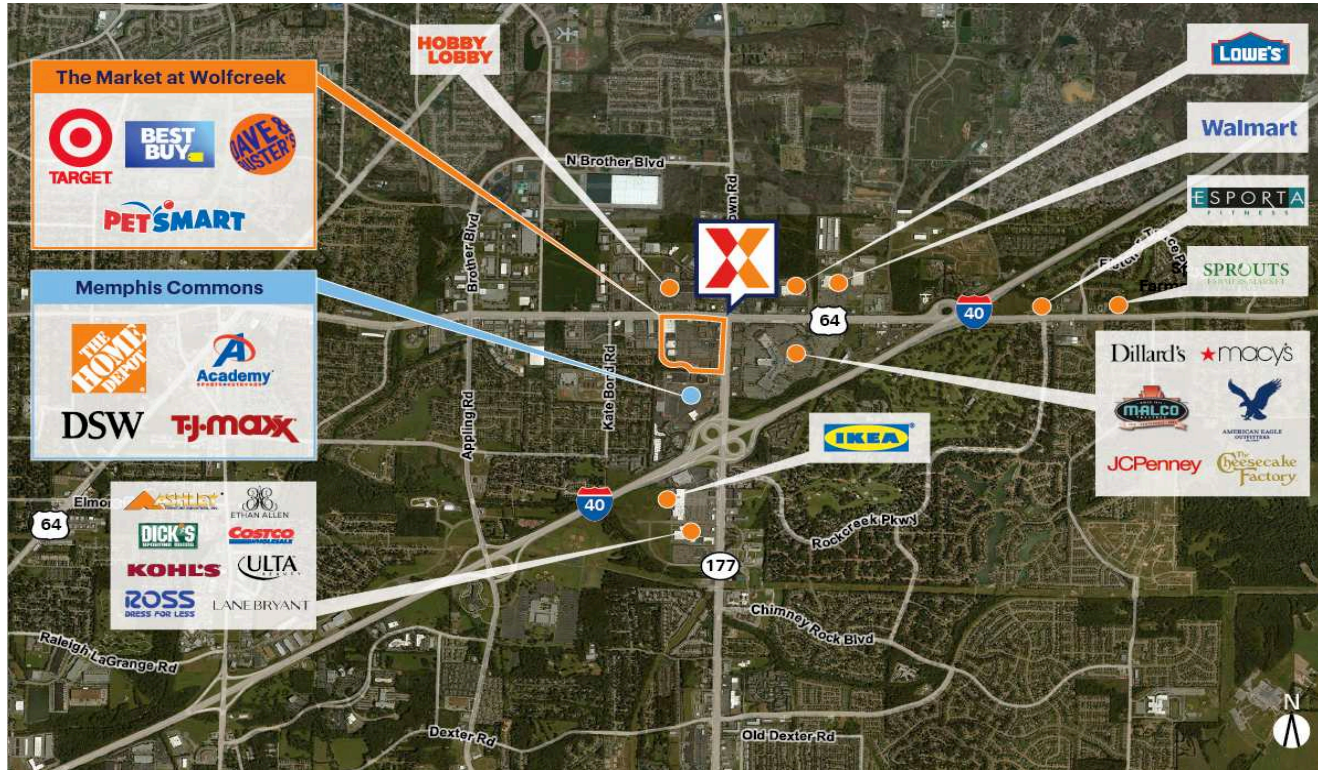 The Market at Wolfcreek
TARGET
BEST
BUY
DAVE &
BUSTER'S
PETSMART
Memphis Commons
THE
HOME
DEPOT
Academy
SPORTS+OUTDOORS
DSW
T·J·maxx
ASHLEY
ETHAN ALLEN
DICK'S
SPORTING GOODS
COSTCO
WHOLESALE
KOHL'S
ULTA
BEAUTY
ROSS
DRESS FOR LESS
LANE BRYANT
HOBBY
LOBBY
LOWE'S
Walmart
ESPORTA
FITNESS
SPROUTS
FARMERS MARKET
Dillard's
macy's
MALCO
THEATRES
AMERICAN EAGLE
OUTFITTERS
JCPenney
The
Cheesecake
Factory
IKEA
N Brother Blvd
Brother Blvd
own Rd
Kate Bond Rd
Appling Rd
64
40
40
64
177
Elmor
Rockcreek Pkwy
Chimney Rock Blvd
Raleigh LaGrange Rd
Dexter Rd
Old Dexter Rd
N